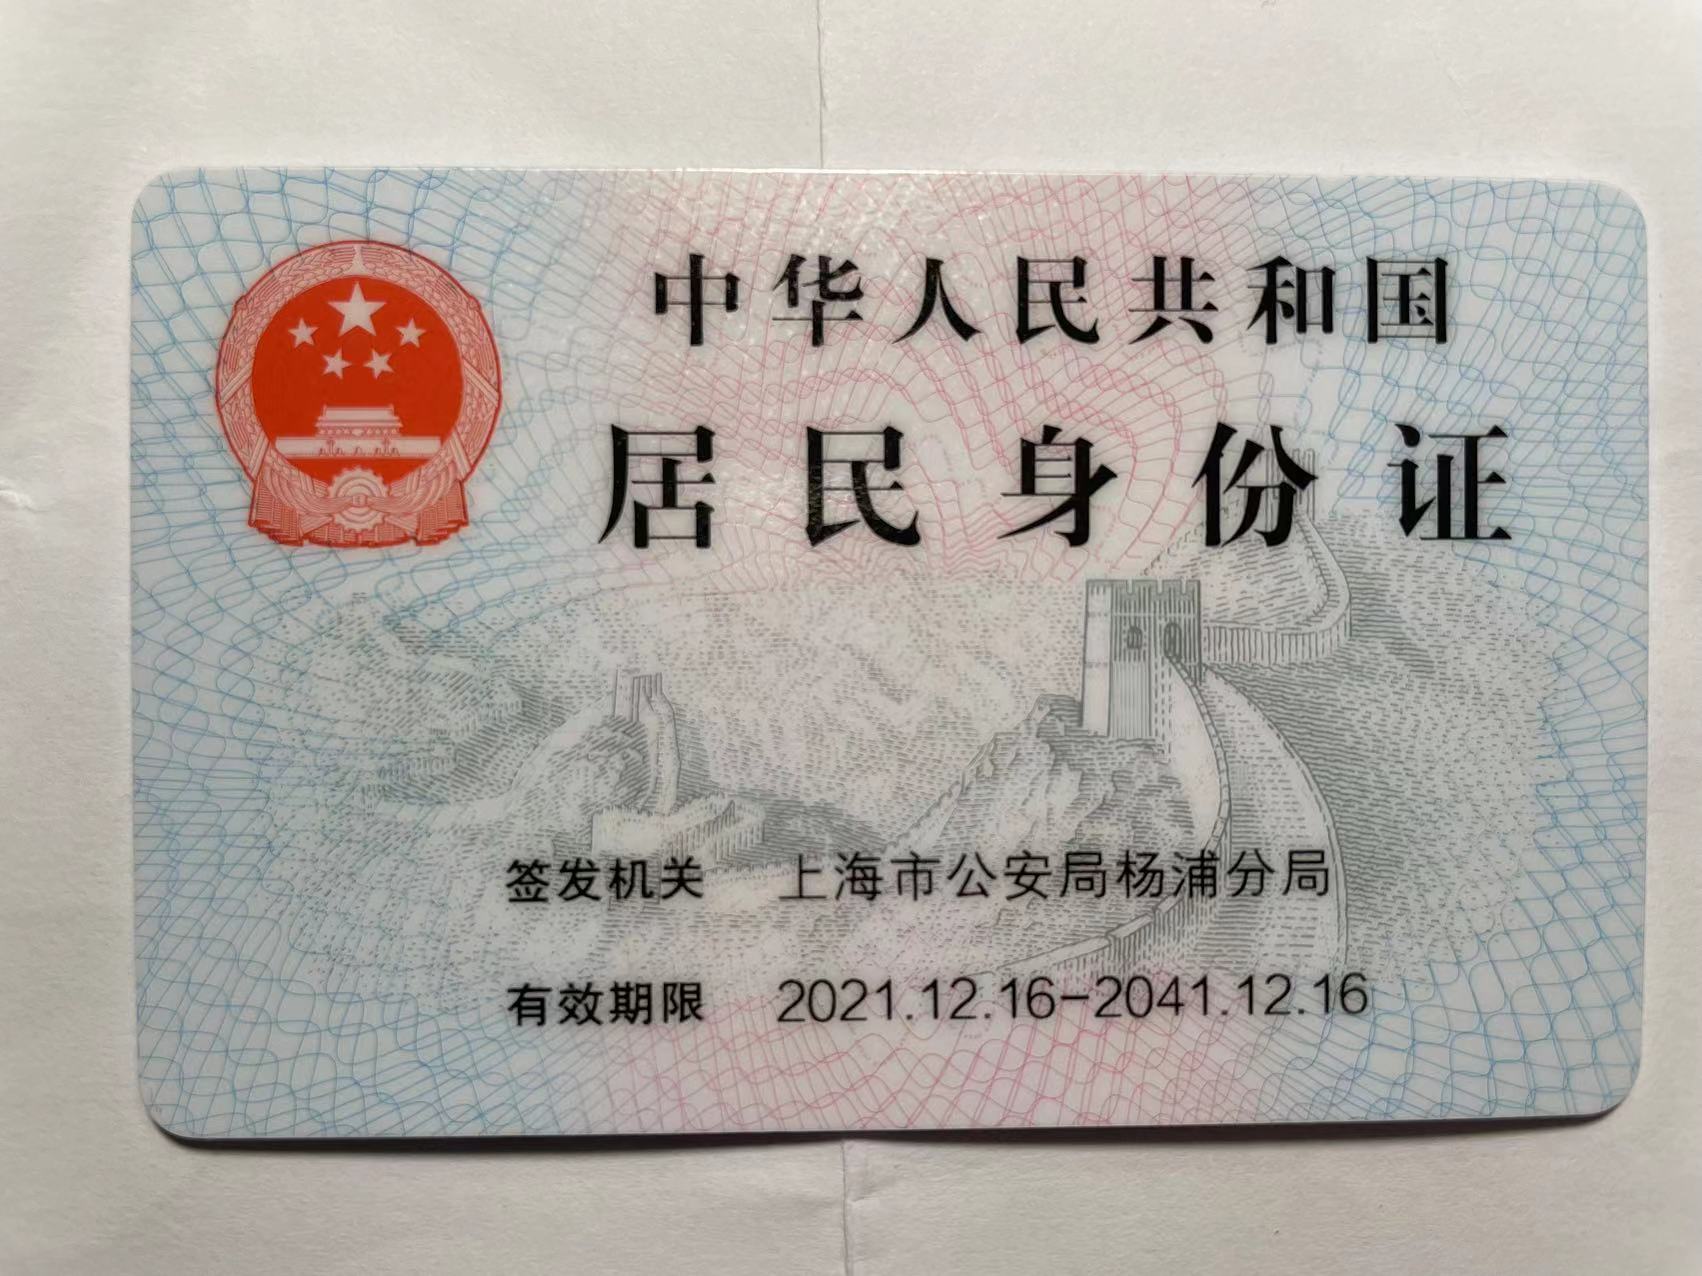 中华人民共和国
居民身份证
签发机关 上海市公安局杨浦分局
有效期限 2021.12.16-2041.12.16